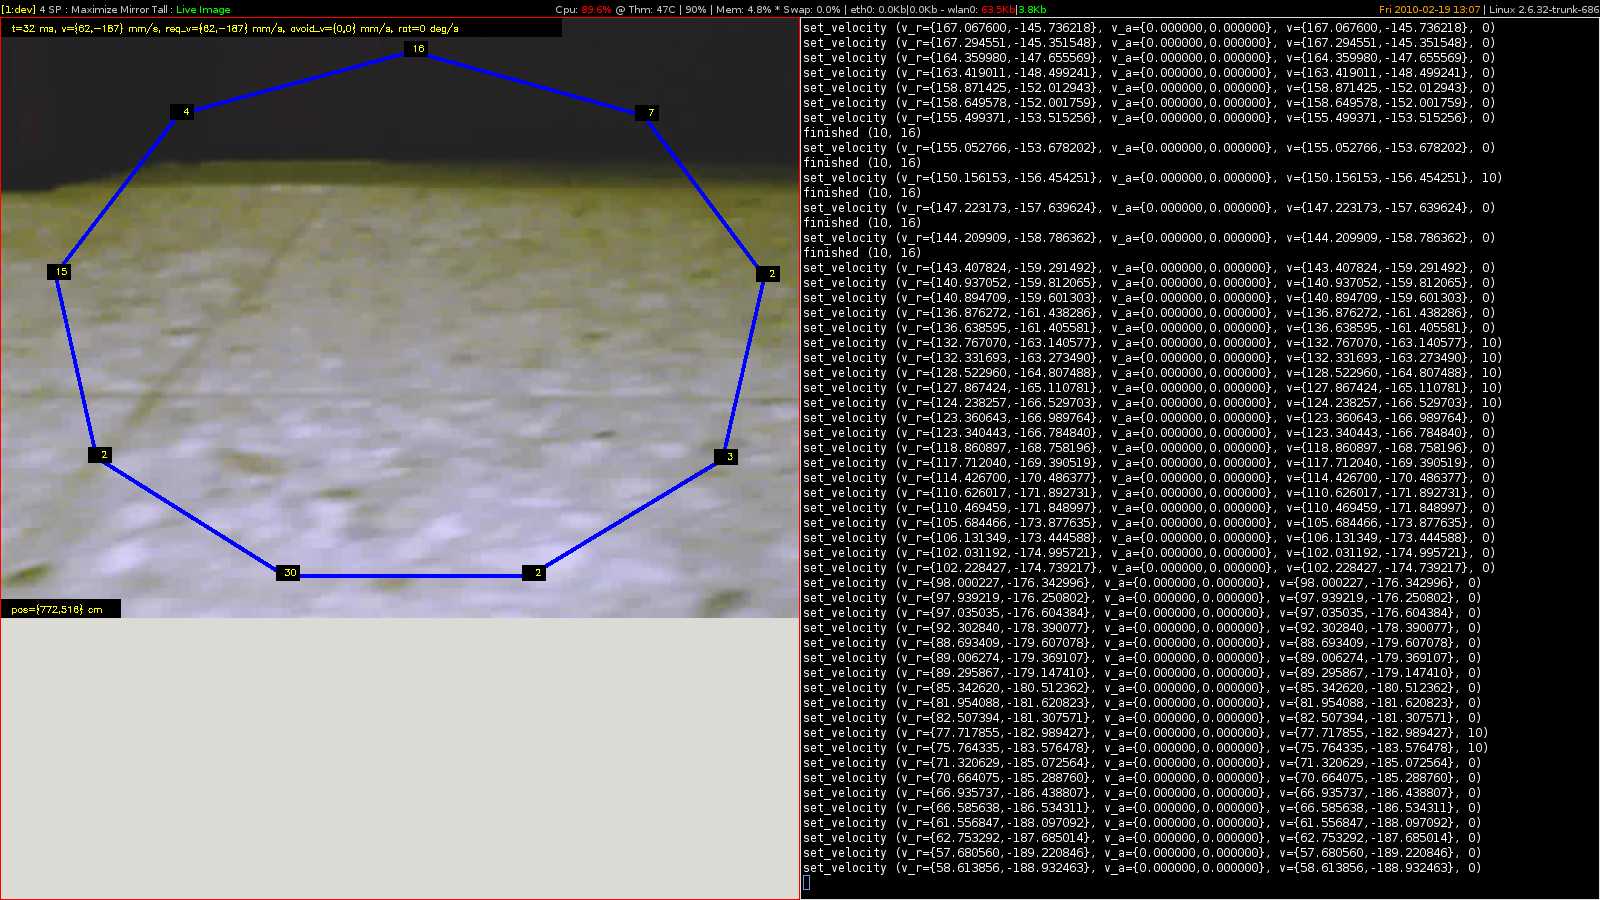 [1:dev] 4 SP : Maximize Mirror Tall : Live Image Cpu: 89.6% @ Thm: 47C | 90% | Mem: 4.8% * Swap: 0.0% | eth0: 0.0Kb|0.0Kb - wlan0: 63.5Kb|3.8Kb Fri 2010-02-19 13:07 | Linux 2.6.32-trunk-686
t=32 ms, v={62,-187} mm/s, req_v={62,-187} mm/s, avoid_v={0,0} mm/s, rot=0 deg/s
16
4
7
15
2
2
3
30
2
pos={772,516} cm
set_velocity (v_r={167.067600,-145.736218}, v_a={0.000000,0.000000}, v={167.067600,-145.736218}, 0)
set_velocity (v_r={167.294551,-145.351548}, v_a={0.000000,0.000000}, v={167.294551,-145.351548}, 0)
set_velocity (v_r={164.359980,-147.655569}, v_a={0.000000,0.000000}, v={164.359980,-147.655569}, 0)
set_velocity (v_r={163.419011,-148.499241}, v_a={0.000000,0.000000}, v={163.419011,-148.499241}, 0)
set_velocity (v_r={158.871425,-152.012943}, v_a={0.000000,0.000000}, v={158.871425,-152.012943}, 0)
set_velocity (v_r={158.649578,-152.001759}, v_a={0.000000,0.000000}, v={158.649578,-152.001759}, 0)
set_velocity (v_r={155.499371,-153.515256}, v_a={0.000000,0.000000}, v={155.499371,-153.515256}, 0)
finished (10, 16)
set_velocity (v_r={155.052766,-153.678202}, v_a={0.000000,0.000000}, v={155.052766,-153.678202}, 0)
finished (10, 16)
set_velocity (v_r={150.156153,-156.454251}, v_a={0.000000,0.000000}, v={150.156153,-156.454251}, 10)
finished (10, 16)
set_velocity (v_r={147.223173,-157.639624}, v_a={0.000000,0.000000}, v={147.223173,-157.639624}, 0)
finished (10, 16)
set_velocity (v_r={144.209909,-158.786362}, v_a={0.000000,0.000000}, v={144.209909,-158.786362}, 0)
finished (10, 16)
set_velocity (v_r={143.407824,-159.291492}, v_a={0.000000,0.000000}, v={143.407824,-159.291492}, 0)
set_velocity (v_r={140.937052,-159.812065}, v_a={0.000000,0.000000}, v={140.937052,-159.812065}, 0)
set_velocity (v_r={140.894709,-159.601303}, v_a={0.000000,0.000000}, v={140.894709,-159.601303}, 0)
set_velocity (v_r={136.876272,-161.438286}, v_a={0.000000,0.000000}, v={136.876272,-161.438286}, 0)
set_velocity (v_r={136.638595,-161.405581}, v_a={0.000000,0.000000}, v={136.638595,-161.405581}, 0)
set_velocity (v_r={132.767070,-163.140577}, v_a={0.000000,0.000000}, v={132.767070,-163.140577}, 10)
set_velocity (v_r={132.331693,-163.273490}, v_a={0.000000,0.000000}, v={132.331693,-163.273490}, 10)
set_velocity (v_r={128.522960,-164.807488}, v_a={0.000000,0.000000}, v={128.522960,-164.807488}, 10)
set_velocity (v_r={127.867424,-165.110781}, v_a={0.000000,0.000000}, v={127.867424,-165.110781}, 10)
set_velocity (v_r={124.238257,-166.529703}, v_a={0.000000,0.000000}, v={124.238257,-166.529703}, 10)
set_velocity (v_r={123.360643,-166.989764}, v_a={0.000000,0.000000}, v={123.360643,-166.989764}, 0)
set_velocity (v_r={123.340443,-166.784840}, v_a={0.000000,0.000000}, v={123.340443,-166.784840}, 0)
set_velocity (v_r={118.860897,-168.758196}, v_a={0.000000,0.000000}, v={118.860897,-168.758196}, 0)
set_velocity (v_r={117.712040,-169.390519}, v_a={0.000000,0.000000}, v={117.712040,-169.390519}, 0)
set_velocity (v_r={114.426700,-170.486377}, v_a={0.000000,0.000000}, v={114.426700,-170.486377}, 0)
set_velocity (v_r={110.626017,-171.892731}, v_a={0.000000,0.000000}, v={110.626017,-171.892731}, 0)
set_velocity (v_r={110.469459,-171.848997}, v_a={0.000000,0.000000}, v={110.469459,-171.848997}, 0)
set_velocity (v_r={105.684466,-173.877635}, v_a={0.000000,0.000000}, v={105.684466,-173.877635}, 0)
set_velocity (v_r={106.131349,-173.444588}, v_a={0.000000,0.000000}, v={106.131349,-173.444588}, 0)
set_velocity (v_r={102.031192,-174.995721}, v_a={0.000000,0.000000}, v={102.031192,-174.995721}, 0)
set_velocity (v_r={102.228427,-174.739217}, v_a={0.000000,0.000000}, v={102.228427,-174.739217}, 0)
set_velocity (v_r={98.000227,-176.342996}, v_a={0.000000,0.000000}, v={98.000227,-176.342996}, 0)
set_velocity (v_r={97.939219,-176.250802}, v_a={0.000000,0.000000}, v={97.939219,-176.250802}, 0)
set_velocity (v_r={97.035035,-176.604384}, v_a={0.000000,0.000000}, v={97.035035,-176.604384}, 0)
set_velocity (v_r={92.302840,-178.390077}, v_a={0.000000,0.000000}, v={92.302840,-178.390077}, 0)
set_velocity (v_r={88.693409,-179.607078}, v_a={0.000000,0.000000}, v={88.693409,-179.607078}, 0)
set_velocity (v_r={89.006274,-179.369107}, v_a={0.000000,0.000000}, v={89.006274,-179.369107}, 0)
set_velocity (v_r={89.295867,-179.147410}, v_a={0.000000,0.000000}, v={89.295867,-179.147410}, 0)
set_velocity (v_r={85.342620,-180.512362}, v_a={0.000000,0.000000}, v={85.342620,-180.512362}, 0)
set_velocity (v_r={81.954088,-181.620823}, v_a={0.000000,0.000000}, v={81.954088,-181.620823}, 0)
set_velocity (v_r={82.507394,-181.307571}, v_a={0.000000,0.000000}, v={82.507394,-181.307571}, 0)
set_velocity (v_r={77.717855,-182.989427}, v_a={0.000000,0.000000}, v={77.717855,-182.989427}, 10)
set_velocity (v_r={75.764335,-183.576478}, v_a={0.000000,0.000000}, v={75.764335,-183.576478}, 10)
set_velocity (v_r={71.320629,-185.072564}, v_a={0.000000,0.000000}, v={71.320629,-185.072564}, 0)
set_velocity (v_r={70.664075,-185.288760}, v_a={0.000000,0.000000}, v={70.664075,-185.288760}, 0)
set_velocity (v_r={66.935737,-186.438807}, v_a={0.000000,0.000000}, v={66.935737,-186.438807}, 0)
set_velocity (v_r={66.585638,-186.534311}, v_a={0.000000,0.000000}, v={66.585638,-186.534311}, 0)
set_velocity (v_r={61.556847,-188.097092}, v_a={0.000000,0.000000}, v={61.556847,-188.097092}, 0)
set_velocity (v_r={62.753292,-187.685014}, v_a={0.000000,0.000000}, v={62.753292,-187.685014}, 0)
set_velocity (v_r={57.680560,-189.220846}, v_a={0.000000,0.000000}, v={57.680560,-189.220846}, 0)
set_velocity (v_r={58.613856,-188.932463}, v_a={0.000000,0.000000}, v={58.613856,-188.932463}, 0)